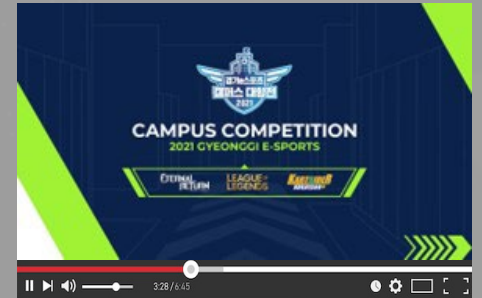 경기e스포츠
캠퍼스 대항전
2021
CAMPUS COMPETITION
2021 GYEONGGI E-SPORTS
ETERNAL RETURN
LEAGUE OF LEGENDS
KARTRIDER
3:28/6:45